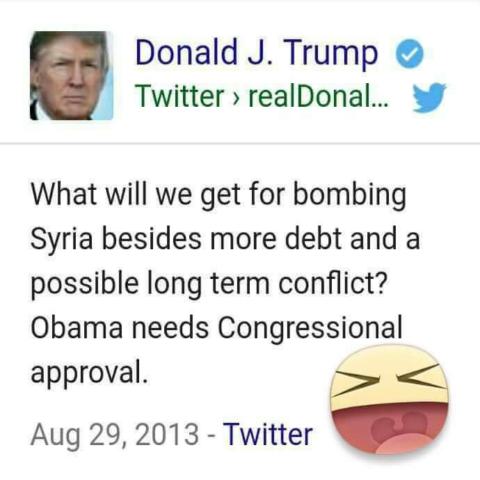 Donald J. Trump
Twitter › realDonal...
What will we get for bombing
Syria besides more debt and a
possible long term conflict?
Obama needs Congressional
approval.
Aug 29, 2013 - Twitter